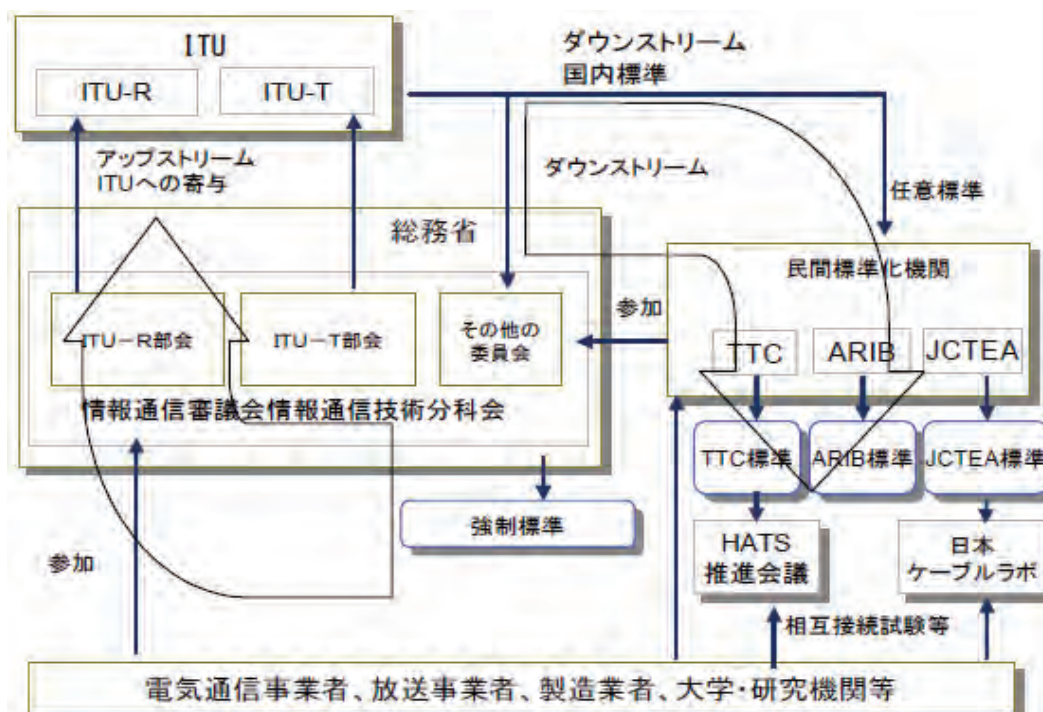 ITU
ITU-R
ITU-T
ダウンストリーム
国内標準
アップストリーム
ITUへの寄与
ダウンストリーム
任意標準
総務省
民間標準化機関
ITU－R部会
ITU－T部会
その他の
委員会
参加
TTC
ARIB
JCTEA
情報通信審議会情報通信技術分科会
TTC標準
ARIB標準
JCTEA標準
強制標準
HATS
推進会議
日本
ケーブルラボ
参加
相互接続試験等
電気通信事業者、放送事業者、製造業者、大学・研究機関等